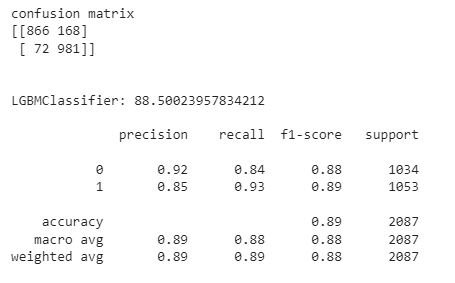 confusion matrix
[[866 168]
 [ 72 981]]
LGBMClassifier: 88.50023957834212
precision recall f1-score support
0 0.92 0.84 0.88 1034
1 0.85 0.93 0.89 1053
accuracy 0.89 2087
macro avg 0.89 0.88 0.88 2087
weighted avg 0.89 0.89 0.88 2087